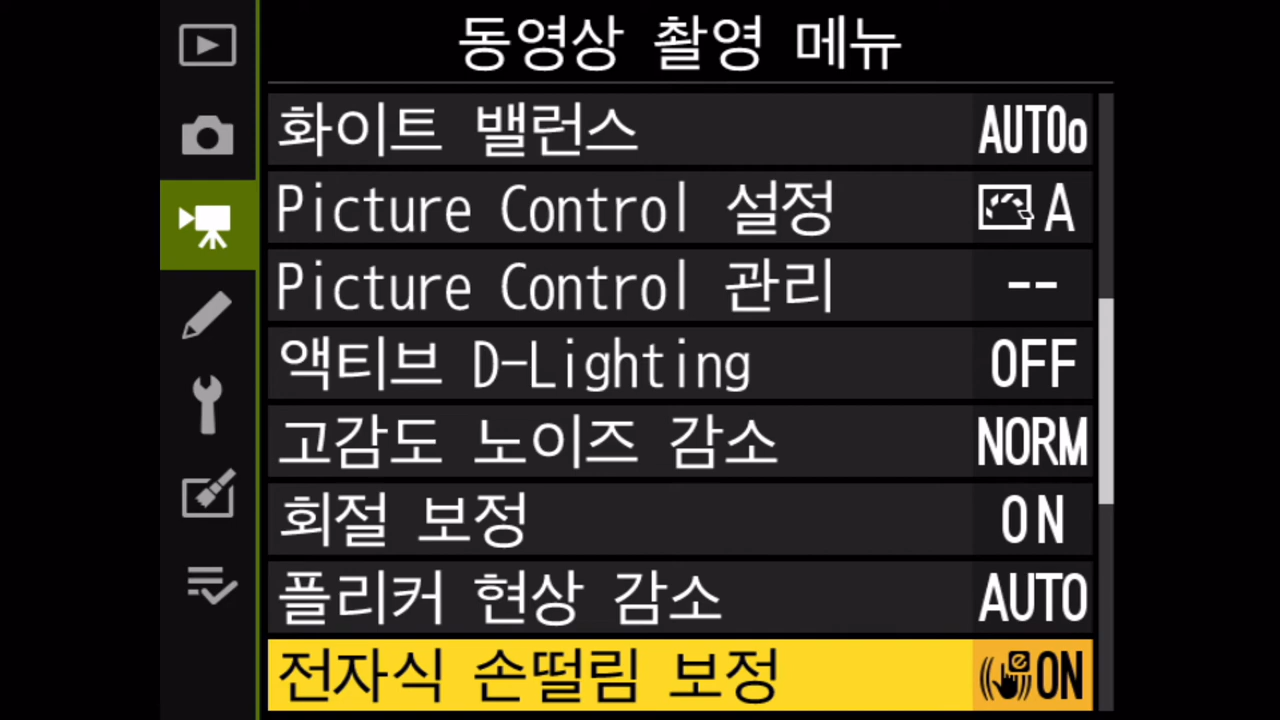 동영상 촬영 메뉴
화이트 밸런스 AUTO0
Picture Control 설정 A
Picture Control 관리 --
액티브 D-Lighting OFF
고감도 노이즈 감소 NORM
회절 보정 ON
플리커 현상 감소 AUTO
전자식 손떨림 보정 ON